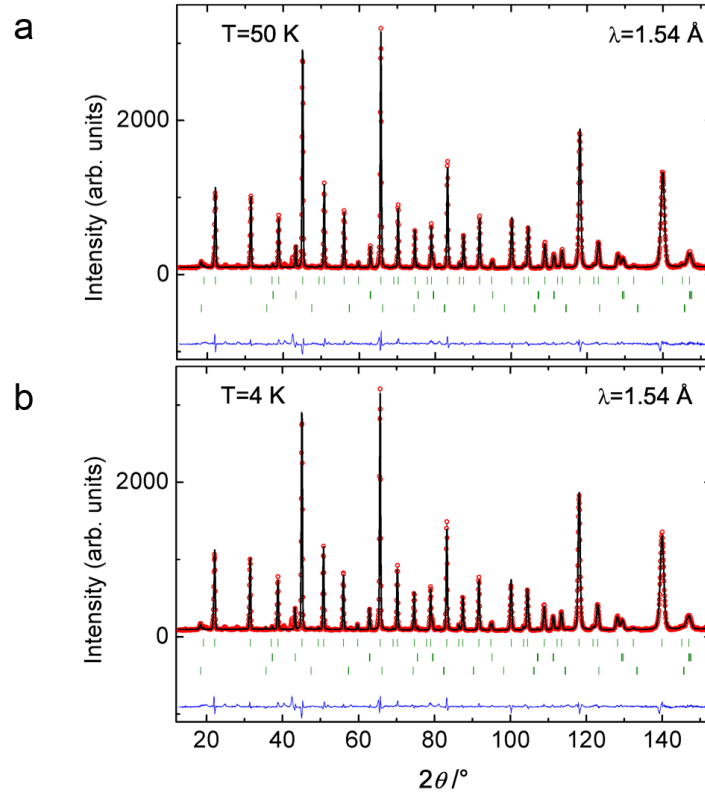 a
T=50 K
λ=1.54 Å
2000
0
Intensity (arb. units)
b
T=4 K
λ=1.54 Å
2000
0
Intensity (arb. units)
20 40 60 80 100 120 140
2θ/°